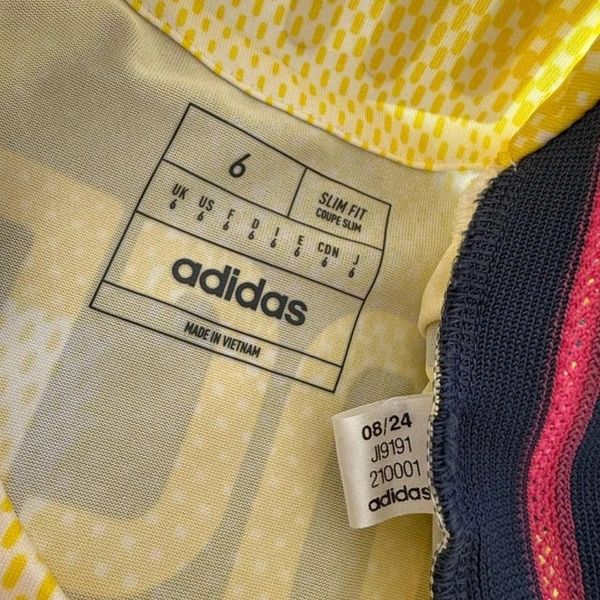 6
SLIM FIT
COUPE SLIM
UK US F D I E CDN J
6 6 6 6 6 6 6 6
adidas
MADE IN VIETNAM
08/24
JI9191
210001
adidas